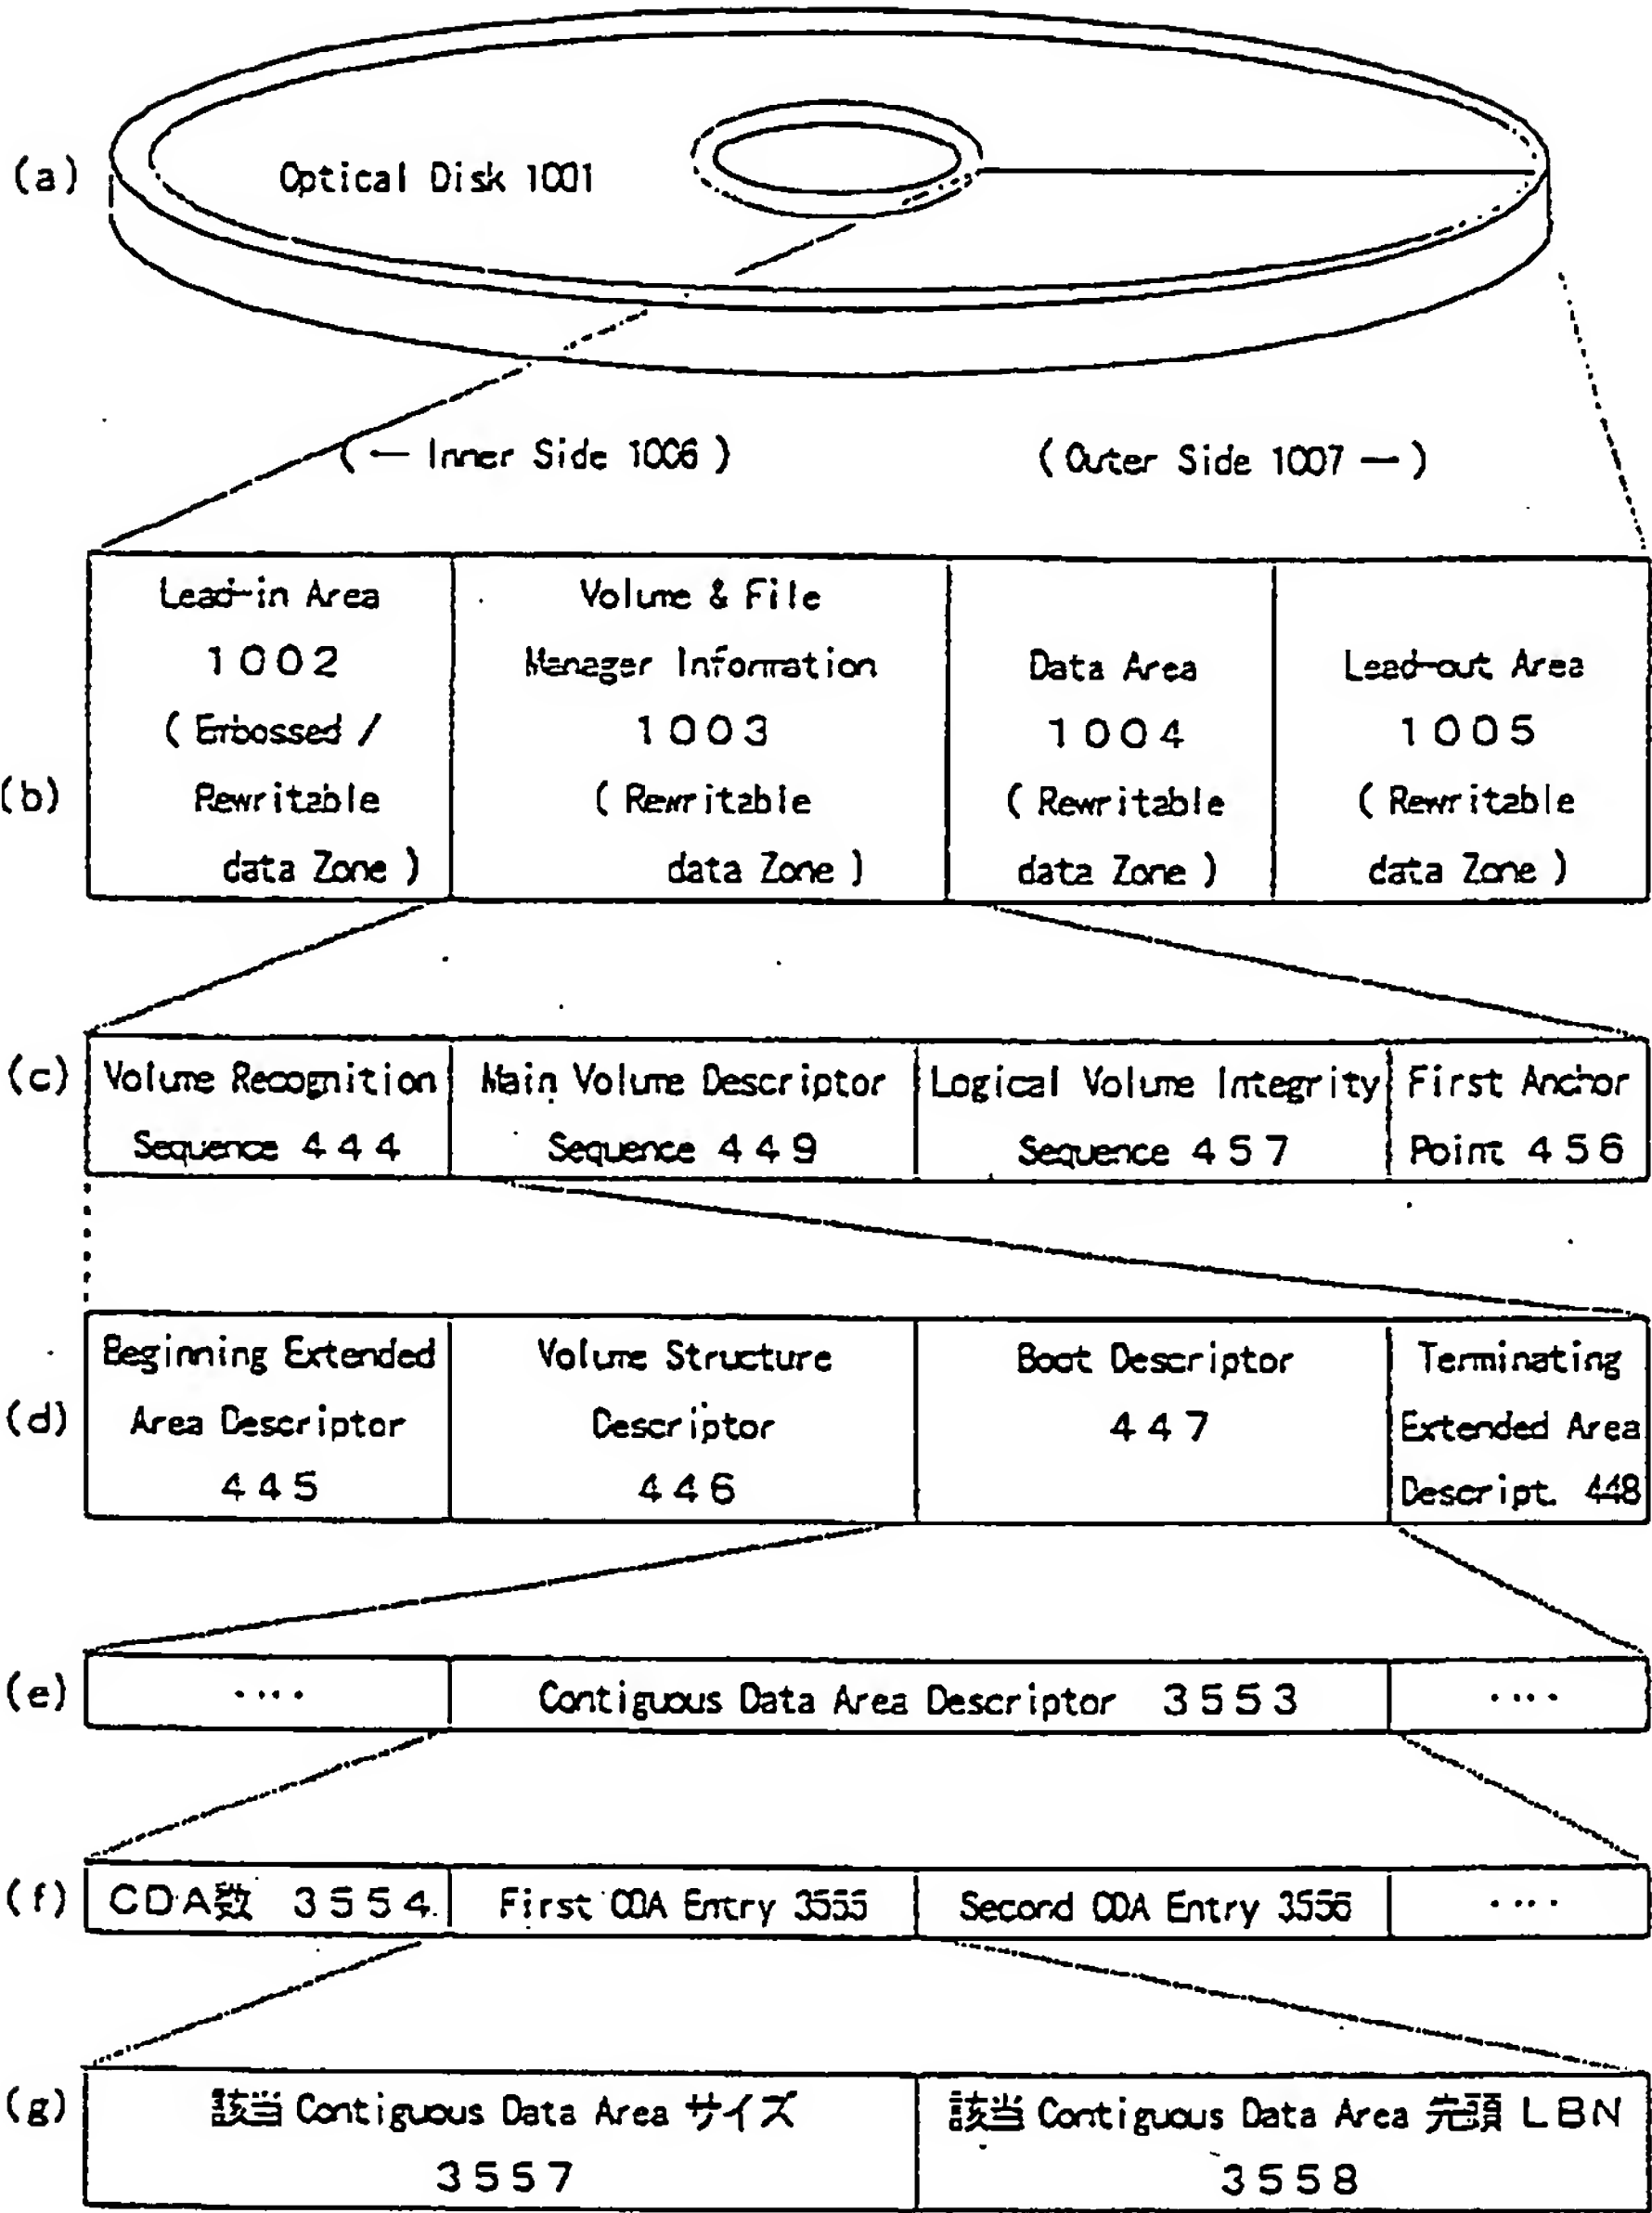 (a)
Optical Disk 1001
( ← Inner Side 1006 )
( Outer Side 1007 — )
(b)
Lead-in Area
1002
( Embossed /
Rewritable
data Zone )
Volume & File
Manager Information
1003
( Rewritable
data Zone )
Data Area
1004
( Rewritable
data Zone )
Lead-out Area
1005
( Rewritable
data Zone )
(c)
Volume Recognition
Sequence 444
Main Volume Descriptor
Sequence 449
Logical Volume Integrity
Sequence 457
First Anchor
Point 456
(d)
Beginning Extended
Area Descriptor
445
Volume Structure
Descriptor
446
Boot Descriptor
447
Terminating
Extended Area
Descript. 448
(e)
....
Contiguous Data Area Descriptor 3553
....
(f)
CDA数 3554
First CDA Entry 3555
Second CDA Entry 3556
....
(g)
該当 Contiguous Data Area サイズ
3557
該当 Contiguous Data Area 先頭 LBN
3558